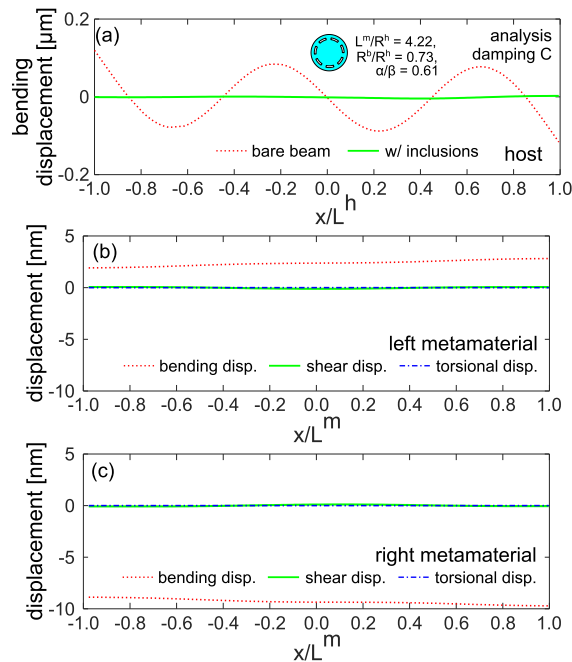 (a)
L^m/R^h = 4.22,
R^b/R^h = 0.73,
α/β = 0.61
analysis
damping C
bending
displacement [μm]
0.2
0
-0.2
bare beam
w/ inclusions
host
-1.0 -0.8 -0.6 -0.4 -0.2 0.0 0.2 0.4 0.6 0.8 1.0
x/L^h
(b)
displacement [nm]
5
0
-5
-10
left metamaterial
bending disp. shear disp. torsional disp.
-1.0 -0.8 -0.6 -0.4 -0.2 0.0 0.2 0.4 0.6 0.8 1.0
x/L^m
(c)
displacement [nm]
5
0
-5
-10
right metamaterial
bending disp. shear disp. torsional disp.
-1.0 -0.8 -0.6 -0.4 -0.2 0.0 0.2 0.4 0.6 0.8 1.0
x/L^m